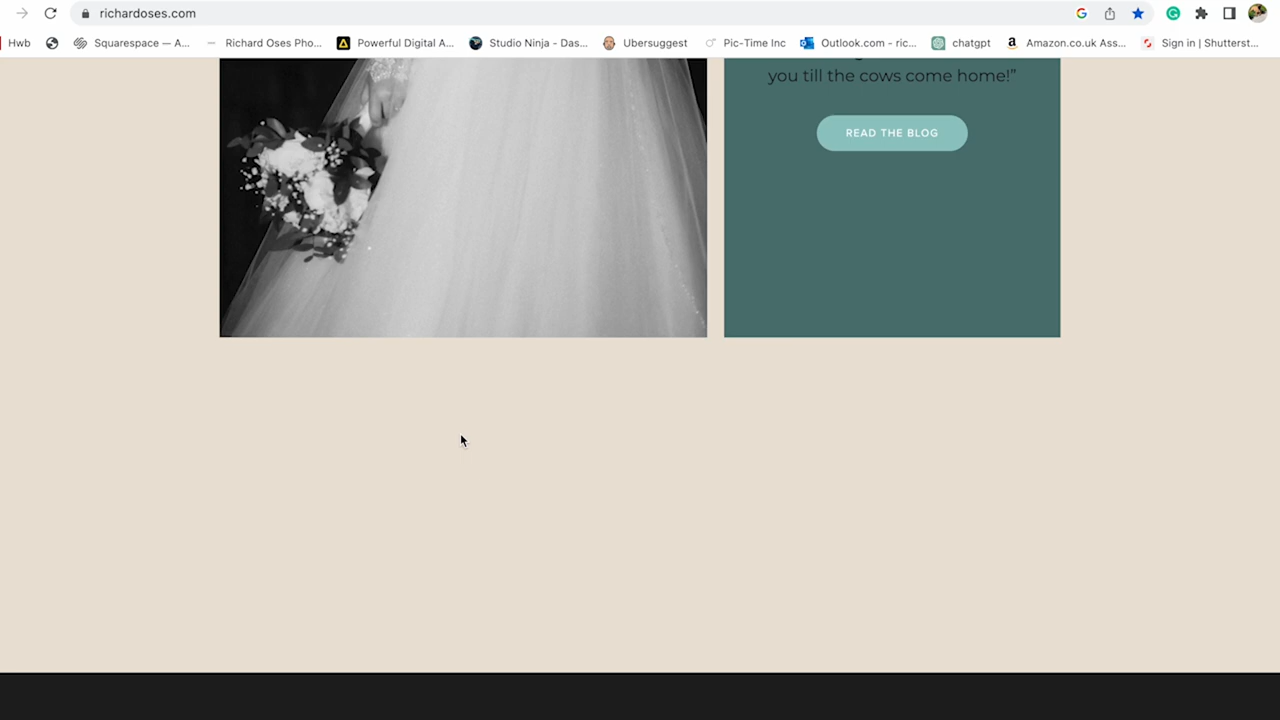 richardoses.com
Hwb
Squarespace — A...
Richard Oses Pho...
Powerful Digital A...
Studio Ninja - Das...
Ubersuggest
Pic-Time Inc
Outlook.com - ric...
chatgpt
Amazon.co.uk Ass...
Sign in | Shutterst...
you till the cows come home!”
READ THE BLOG